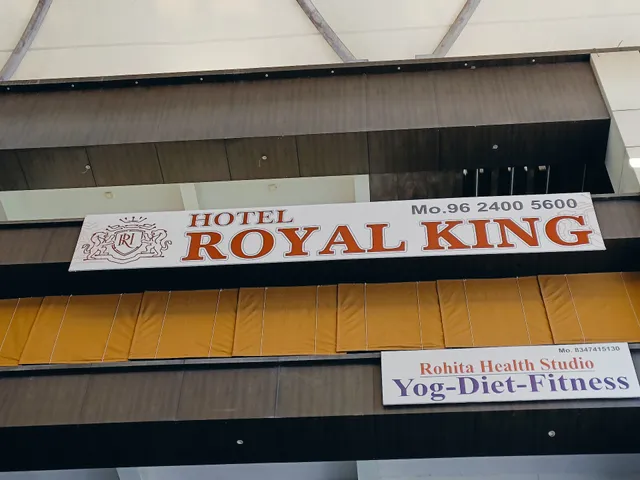 HOTEL
Mo.96 2400 5600
ROYAL KING
Mo. 8347415130
Rohita Health Studio
Yog-Diet-Fitness